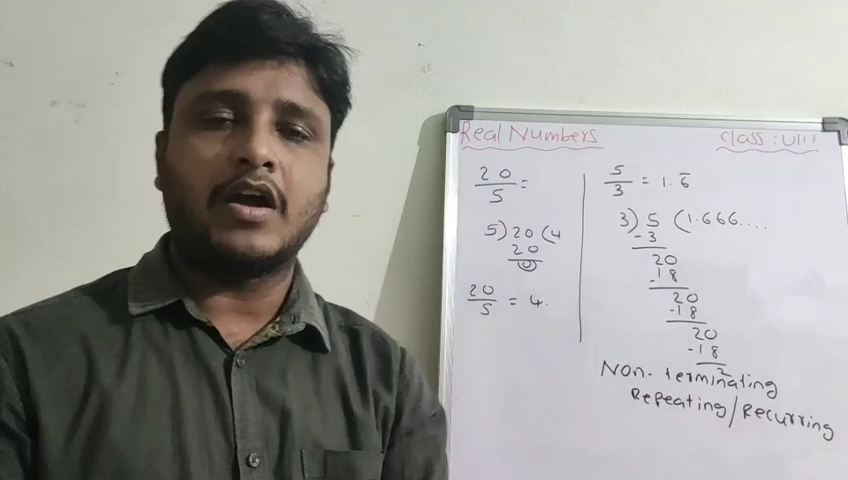 Real Numbers
Class: VIII
20/5 =
5) 20 (4
20
0
20/5 = 4.
5/3 = 1.6̅
3) 5 (1.666....
-3
20
-18
20
-18
20
-18
2
Non-terminating
Repeating/Recurring